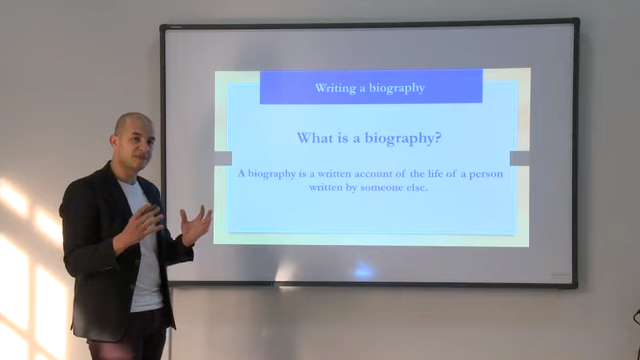 Writing a biography
What is a biography?
A biography is a written account of the life of a person
written by someone else.